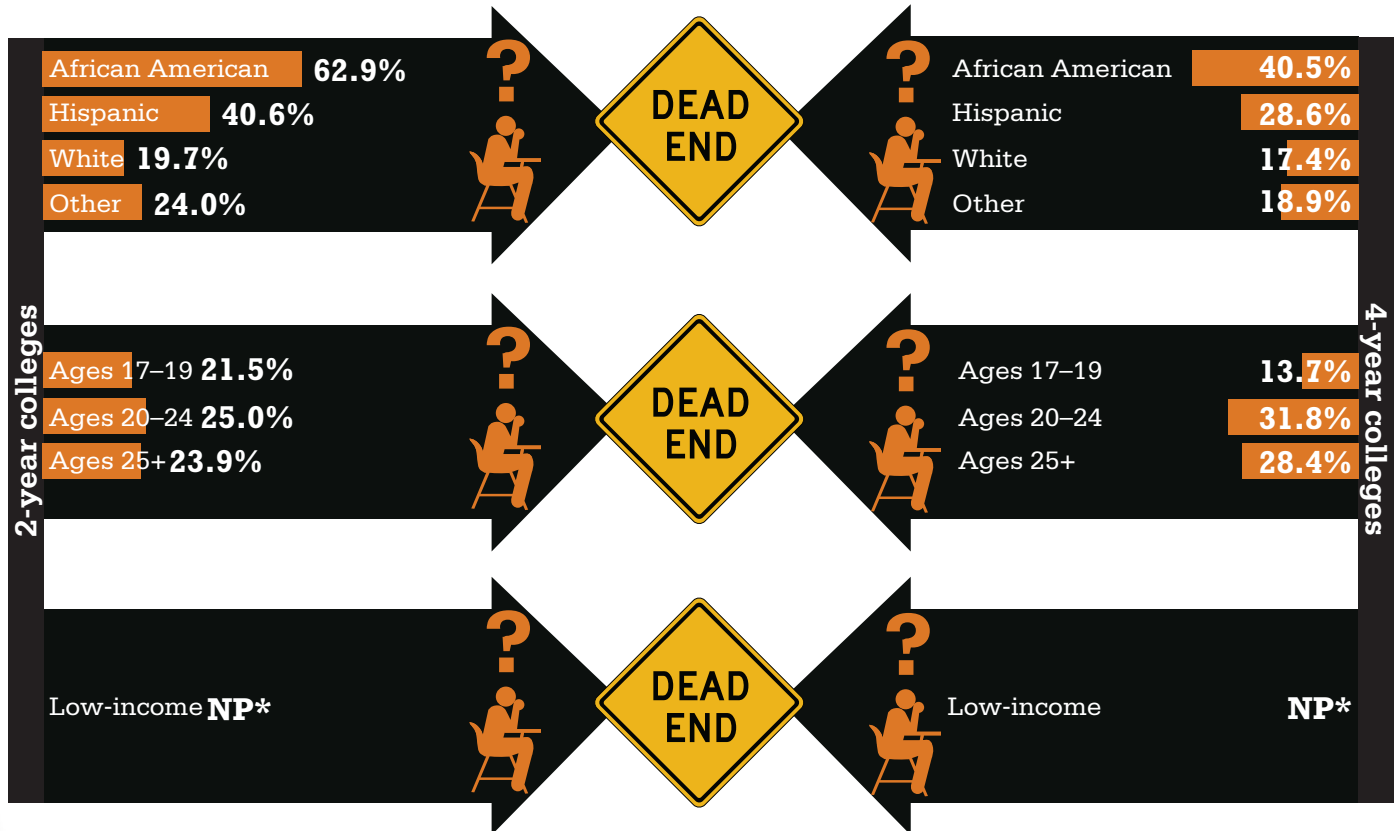 2-year colleges
African American 62.9%
Hispanic 40.6%
White 19.7%
Other 24.0%
?
DEAD
END
?
African American 40.5%
Hispanic 28.6%
White 17.4%
Other 18.9%
Ages 17–19 21.5%
Ages 20–24 25.0%
Ages 25+ 23.9%
?
DEAD
END
?
Ages 17–19 13.7%
Ages 20–24 31.8%
Ages 25+ 28.4%
Low-income NP*
?
DEAD
END
?
Low-income NP*
4-year colleges